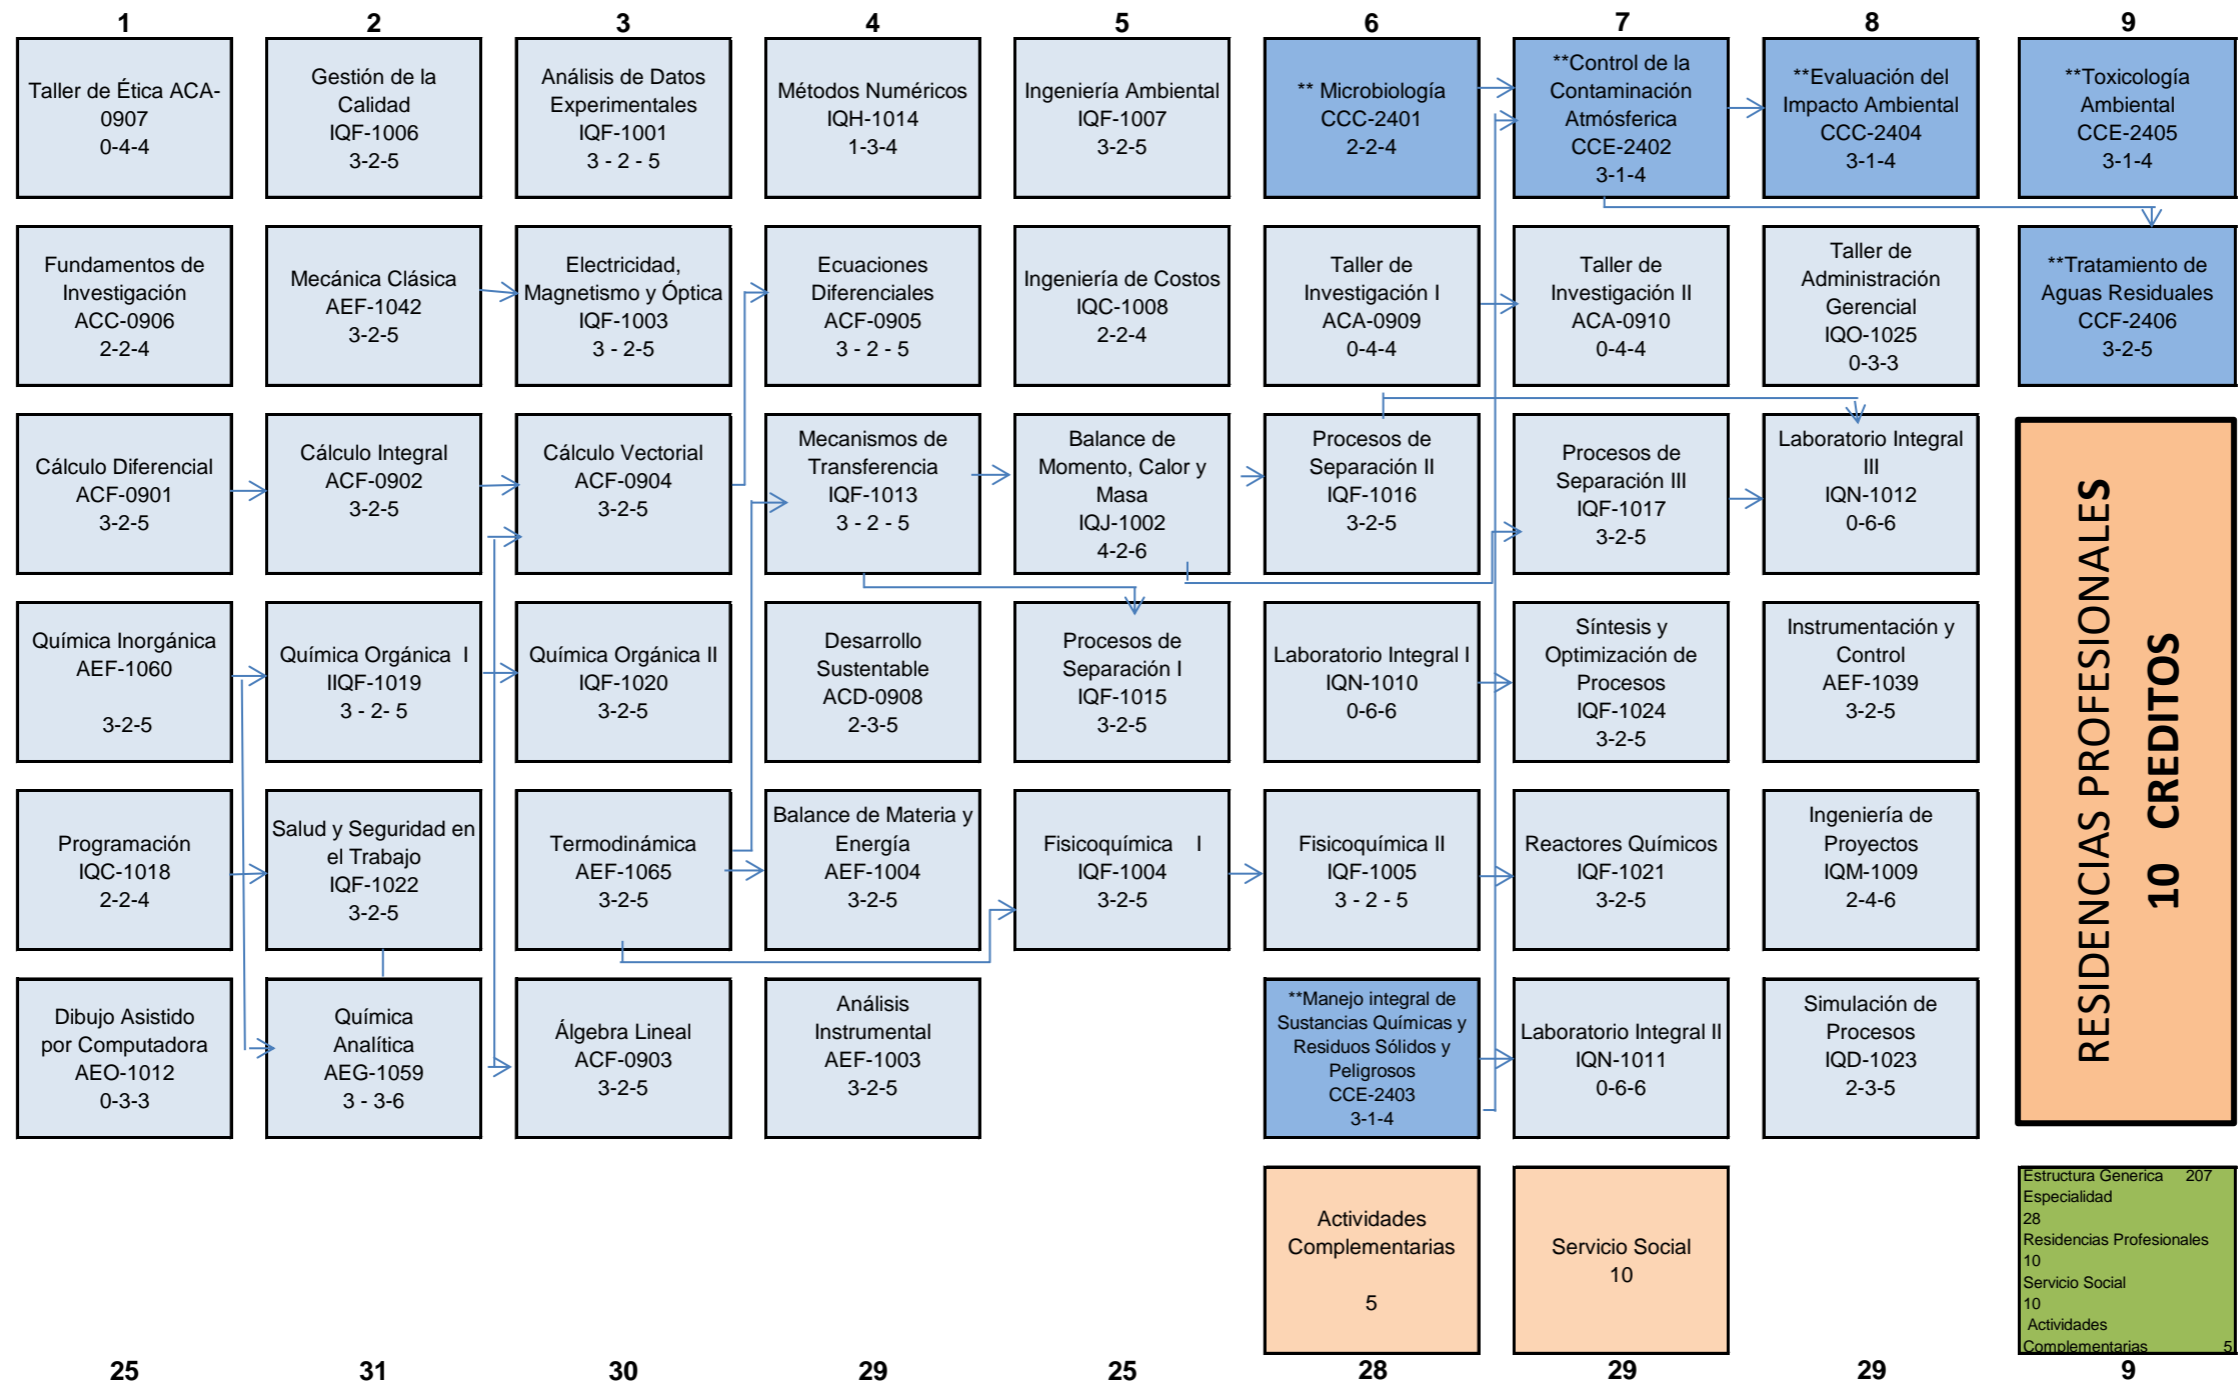 1
2
3
4
5
6
7
8
9
Taller de Ética ACA-
0907
0-4-4
Gestión de la
Calidad
IQF-1006
3-2-5
Análisis de Datos
Experimentales
IQF-1001
3 - 2 - 5
Métodos Numéricos
IQH-1014
1-3-4
Ingeniería Ambiental
IQF-1007
3-2-5
** Microbiología
CCC-2401
2-2-4
**Control de la
Contaminación
Atmósferica
CCE-2402
3-1-4
**Evaluación del
Impacto Ambiental
CCC-2404
3-1-4
**Toxicología
Ambiental
CCE-2405
3-1-4
Fundamentos de
Investigación
ACC-0906
2-2-4
Mecánica Clásica
AEF-1042
3-2-5
Electricidad,
Magnetismo y Óptica
IQF-1003
3 - 2-5
Ecuaciones
Diferenciales
ACF-0905
3 - 2 - 5
Ingeniería de Costos
IQC-1008
2-2-4
Taller de
Investigación I
ACA-0909
0-4-4
Taller de
Investigación II
ACA-0910
0-4-4
Taller de
Administración
Gerencial
IQO-1025
0-3-3
**Tratamiento de
Aguas Residuales
CCF-2406
3-2-5
Cálculo Diferencial
ACF-0901
3-2-5
Cálculo Integral
ACF-0902
3-2-5
Cálculo Vectorial
ACF-0904
3-2-5
Mecanismos de
Transferencia
IQF-1013
3 - 2 - 5
Balance de
Momento, Calor y
Masa
IQJ-1002
4-2-6
Procesos de
Separación II
IQF-1016
3-2-5
Procesos de
Separación III
IQF-1017
3-2-5
Laboratorio Integral
III
IQN-1012
0-6-6
RESIDENCIAS PROFESIONALES
10 CREDITOS
Química Inorgánica
AEF-1060
3-2-5
Química Orgánica I
IIQF-1019
3 - 2- 5
Química Orgánica II
IQF-1020
3-2-5
Desarrollo
Sustentable
ACD-0908
2-3-5
Procesos de
Separación I
IQF-1015
3-2-5
Laboratorio Integral I
IQN-1010
0-6-6
Síntesis y
Optimización de
Procesos
IQF-1024
3-2-5
Instrumentación y
Control
AEF-1039
3-2-5
Programación
IQC-1018
2-2-4
Salud y Seguridad en
el Trabajo
IQF-1022
3-2-5
Termodinámica
AEF-1065
3-2-5
Balance de Materia y
Energía
AEF-1004
3-2-5
Fisicoquímica I
IQF-1004
3-2-5
Fisicoquímica II
IQF-1005
3 - 2 - 5
Reactores Químicos
IQF-1021
3-2-5
Ingeniería de
Proyectos
IQM-1009
2-4-6
Dibujo Asistido
por Computadora
AEO-1012
0-3-3
Química
Analítica
AEG-1059
3 - 3-6
Álgebra Lineal
ACF-0903
3-2-5
Análisis
Instrumental
AEF-1003
3-2-5
**Manejo integral de
Sustancias Químicas y
Residuos Sólidos y
Peligrosos
CCE-2403
3-1-4
Laboratorio Integral II
IQN-1011
0-6-6
Simulación de
Procesos
IQD-1023
2-3-5
Actividades
Complementarias
5
Servicio Social
10
Estructura Generica 207
Especialidad
28
Residencias Profesionales
10
Servicio Social
10
Actividades
Complementarias 5
25
31
30
29
25
28
29
29
9